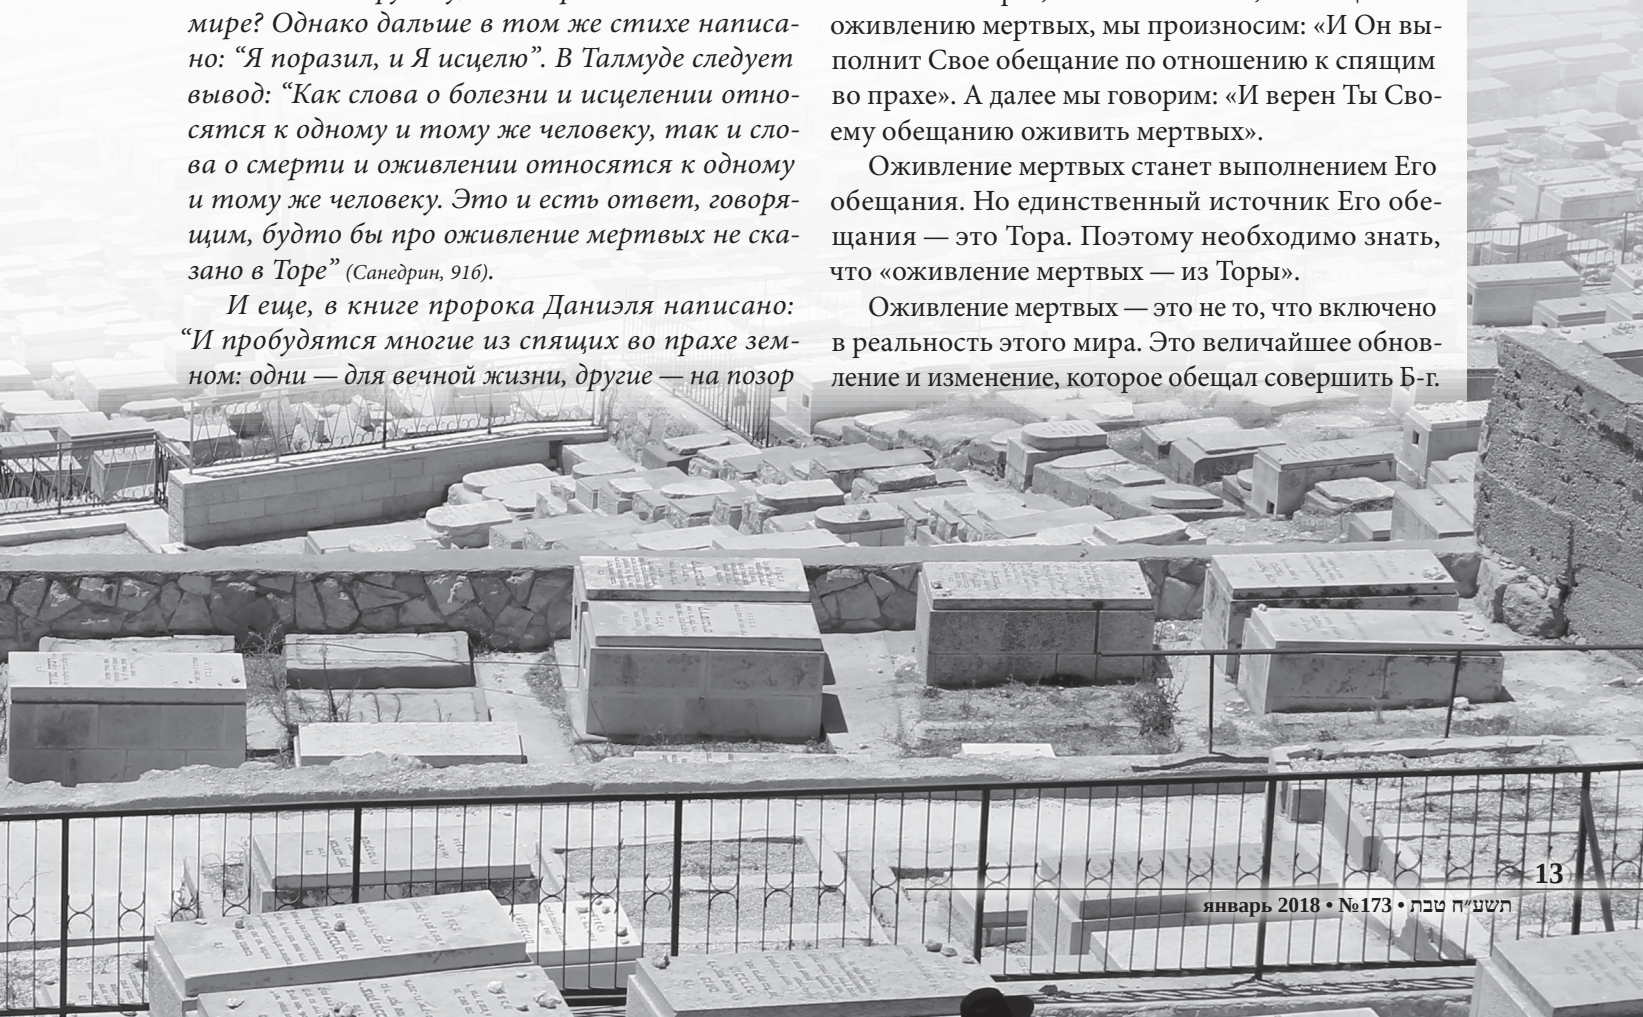 мире? Однако дальше в том же стихе написа-
но: “Я поразил, и Я исцелю”. В Талмуде следует
вывод: “Как слова о болезни и исцелении отно-
сятся к одному и тому же человеку, так и сло-
ва о смерти и оживлении относятся к одному
и тому же человеку. Это и есть ответ, говоря-
щим, будто бы про оживление мертвых не ска-
зано в Торе” (Санедрин, 91б).
И еще, в книге пророка Даниэля написано:
“И пробудятся многие из спящих во прахе зем-
ном: одни — для вечной жизни, другие — на позор
оживлению мертвых, мы произносим: «И Он вы-
полнит Свое обещание по отношению к спящим
во прахе». А далее мы говорим: «И верен Ты Сво-
ему обещанию оживить мертвых».
Оживление мертвых станет выполнением Его
обещания. Но единственный источник Его обе-
щания — это Тора. Поэтому необходимо знать,
что «оживление мертвых — из Торы».
Оживление мертвых — это не то, что включено
в реальность этого мира. Это величайшее обнов-
ление и изменение, которое обещал совершить Б-г.
13
январь 2018 • №173 • תשע״ח טבת